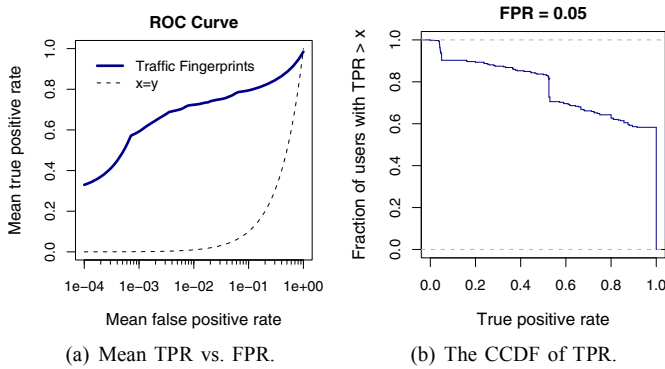 ROC Curve
Mean true positive rate
1.0
0.8
0.6
0.4
0.2
0.0
Traffic Fingerprints
x=y
1e−04 1e−03 1e−02 1e−01 1e+00
Mean false positive rate
(a) Mean TPR vs. FPR.
FPR = 0.05
Fraction of users with TPR > x
1.0
0.8
0.6
0.4
0.2
0.0
0.0 0.2 0.4 0.6 0.8 1.0
True positive rate
(b) The CCDF of TPR.